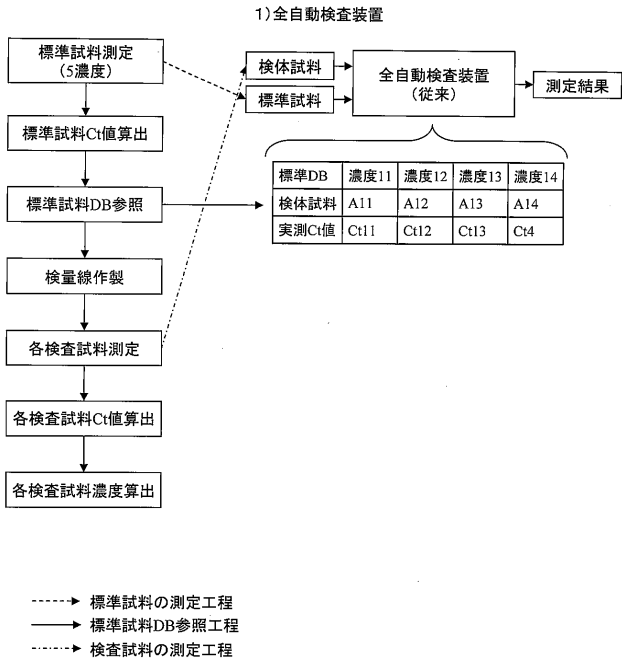 1)全自動検査装置
標準試料測定
(5濃度)
標準試料Ct値算出
標準試料DB参照
検量線作製
各検査試料測定
各検査試料Ct値算出
各検査試料濃度算出
検体試料
標準試料
全自動検査装置
(従来)
測定結果
標準DB 濃度11 濃度12 濃度13 濃度14
検体試料 A11 A12 A13 A14
実測Ct値 Ct11 Ct12 Ct13 Ct4
標準試料の測定工程
標準試料DB参照工程
検査試料の測定工程